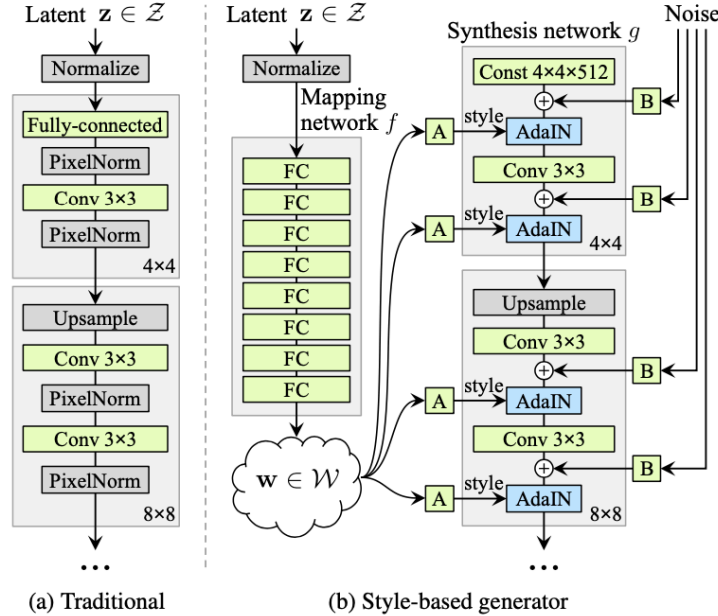 Latent z ∈ Z
Normalize
Fully-connected
PixelNorm
Conv 3×3
PixelNorm
4×4
Upsample
Conv 3×3
PixelNorm
Conv 3×3
PixelNorm
8×8
...
(a) Traditional
Latent z ∈ Z
Normalize
Mapping
network f
FC
FC
FC
FC
FC
FC
FC
FC
w ∈ W
A
style
A
style
A
style
A
style
Noise
Synthesis network g
Const 4×4×512
+
B
AdaIN
Conv 3×3
+
B
AdaIN
4×4
Upsample
Conv 3×3
+
B
AdaIN
Conv 3×3
+
B
AdaIN
8×8
...
(b) Style-based generator